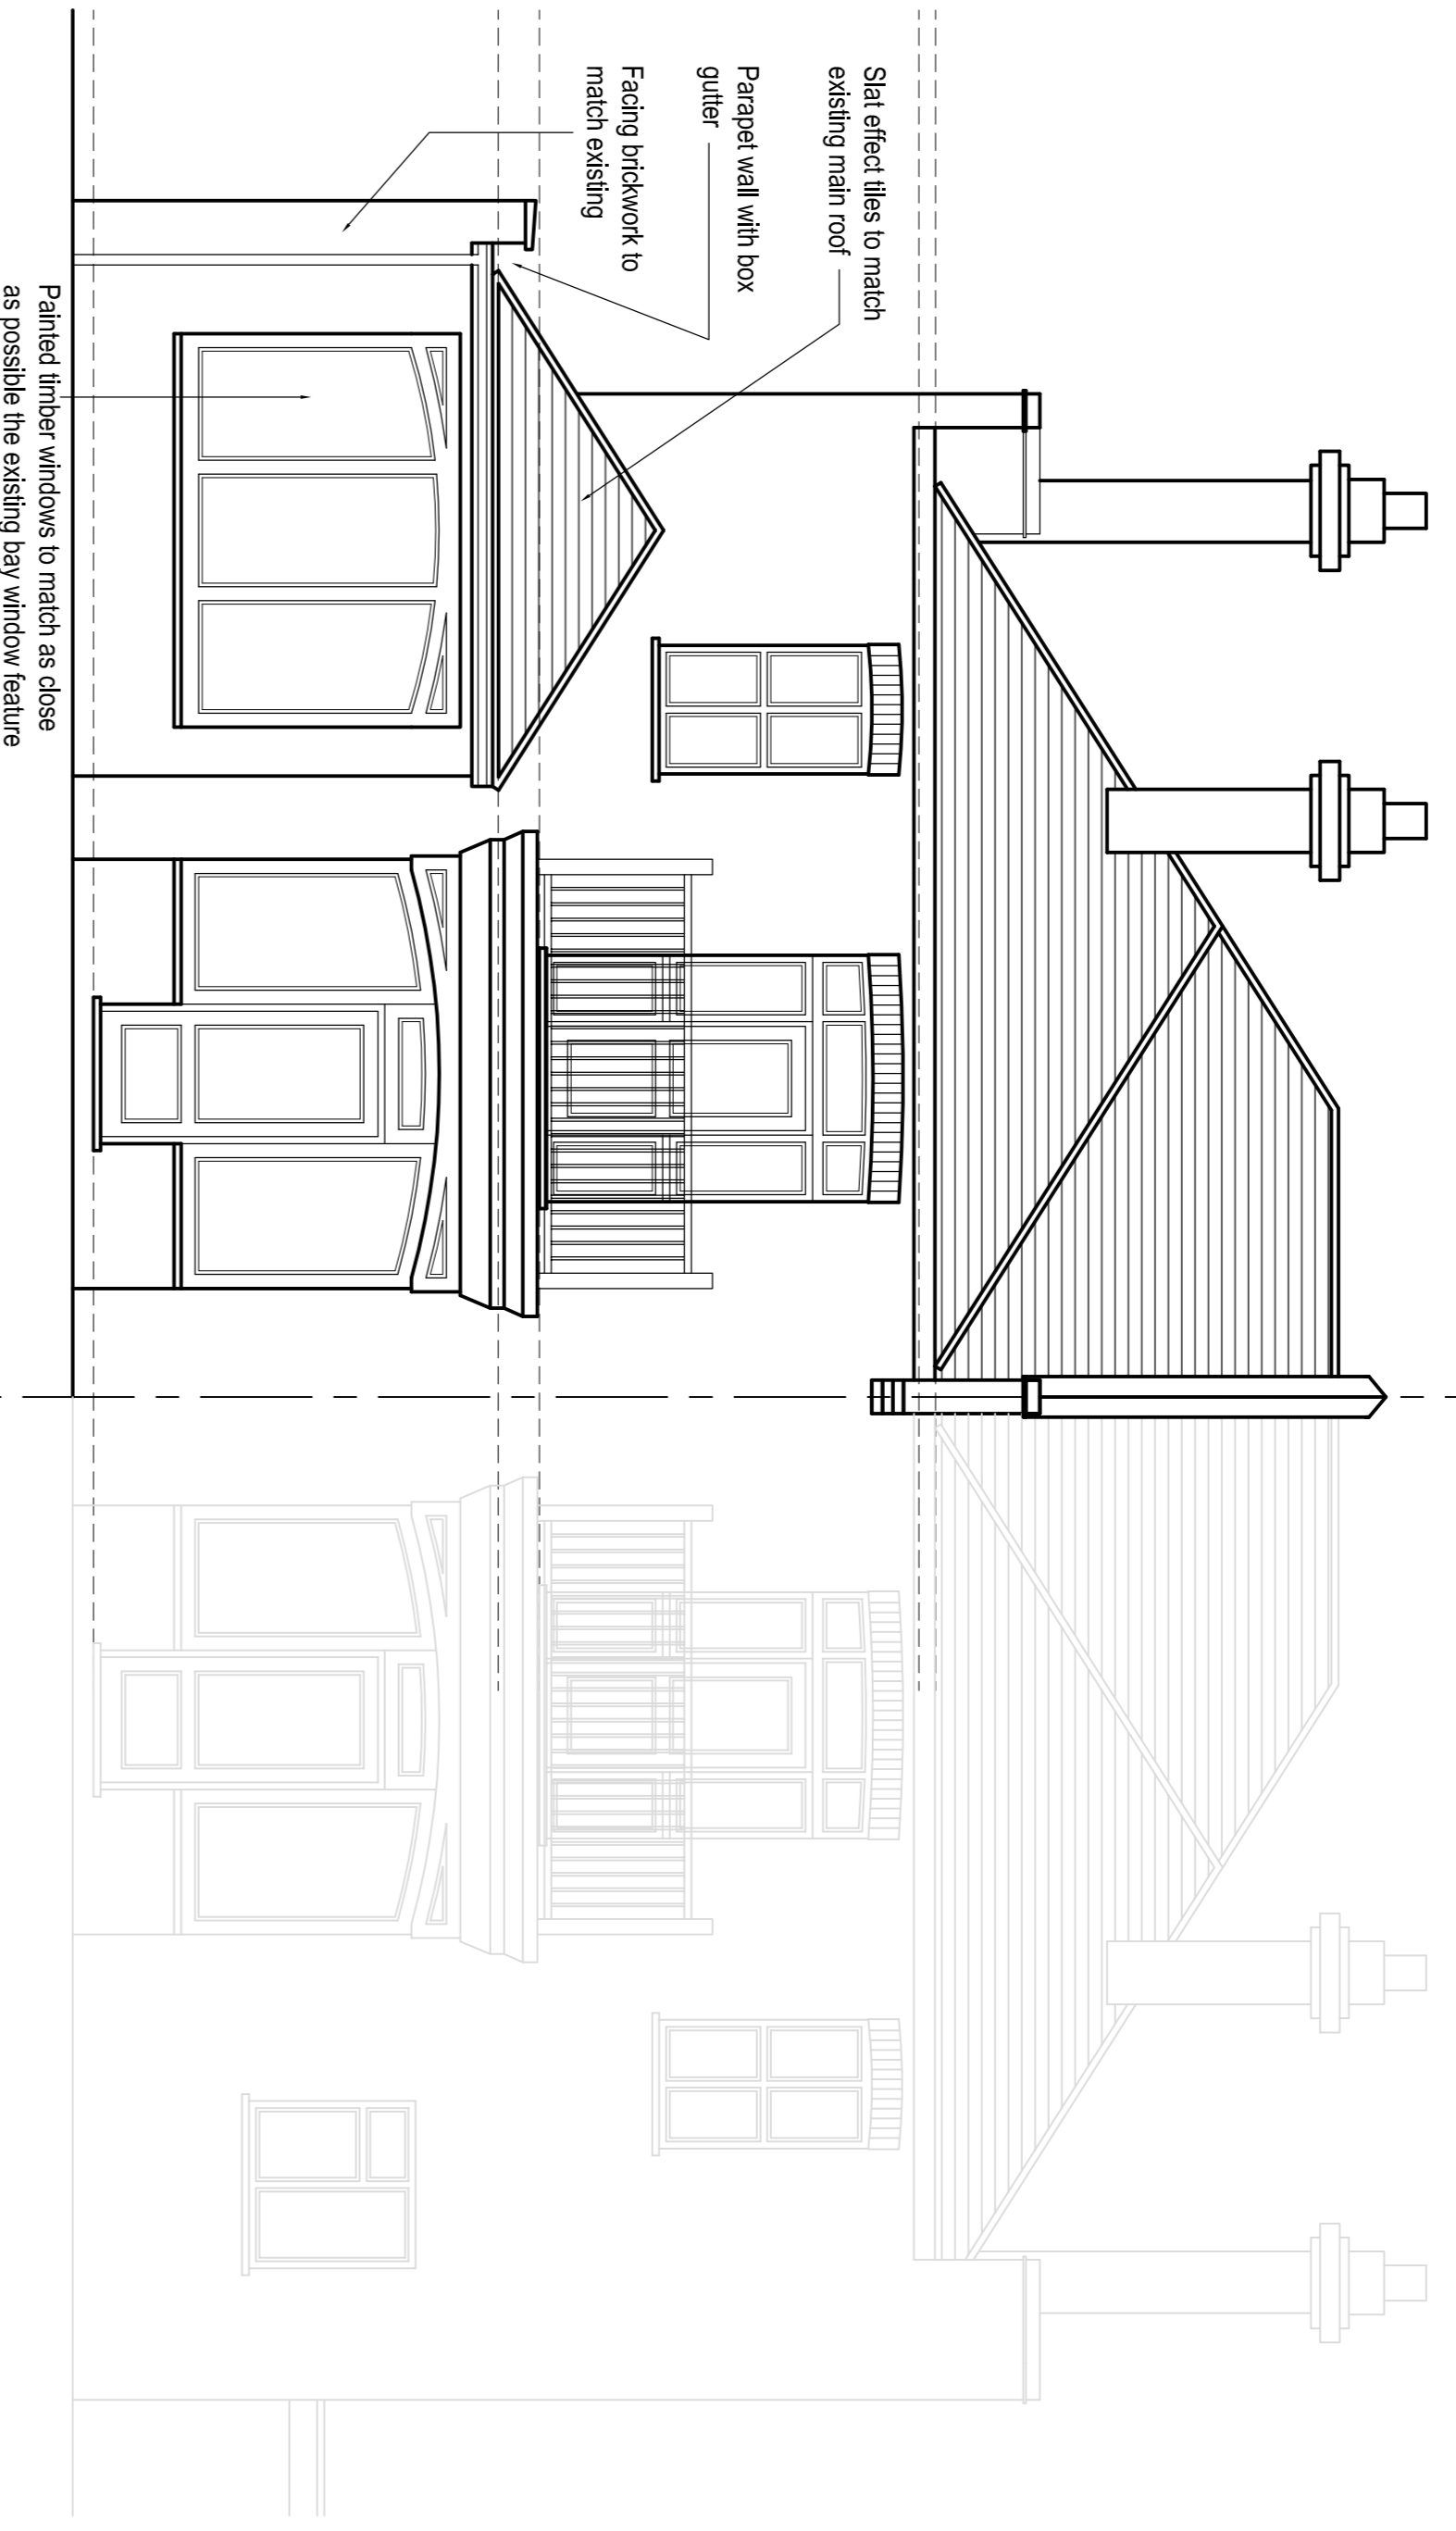 Slat effect tiles to match
existing main roof
Parapet wall with box
gutter
Facing brickwork to
match existing
Painted timber windows to match as close
as possible the existing bay window feature